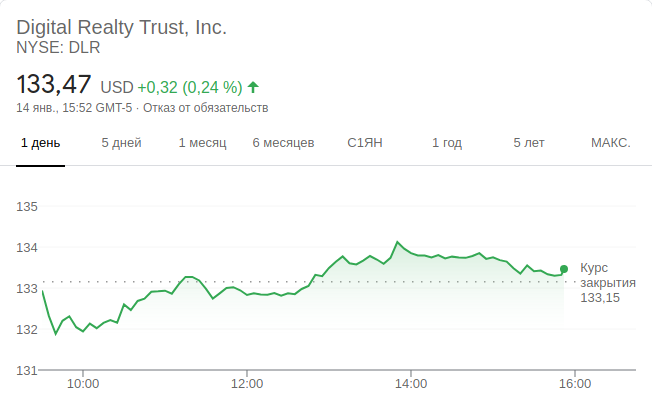 Digital Realty Trust, Inc.
NYSE: DLR
133,47 USD +0,32 (0,24 %)
14 янв., 15:52 GMT-5 · Отказ от обязательств
1 день 5 дней 1 месяц 6 месяцев С1ЯН 1 год 5 лет МАКС.
135
134
133
132
131
Курс
закрытия
133,15
10:00 12:00 14:00 16:00